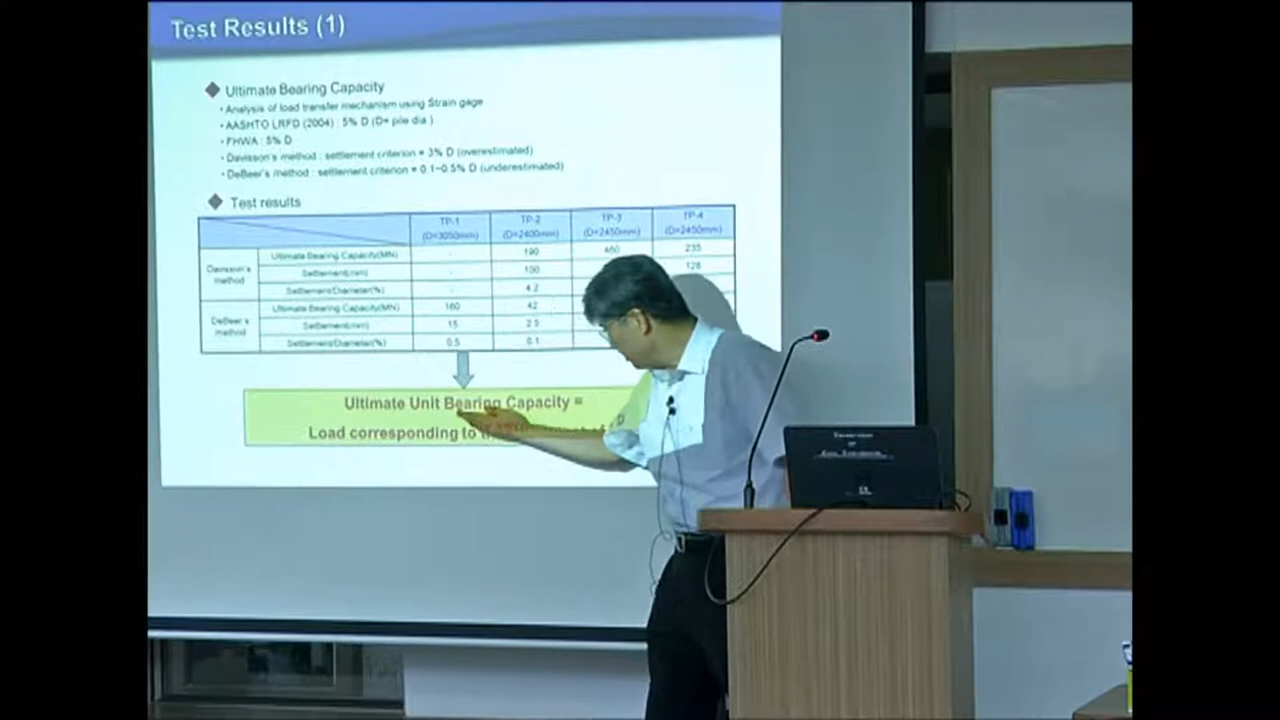 Test Results (1)
◆ Ultimate Bearing Capacity
• Analysis of load transfer mechanism using Strain gage
• AASHTO LRFD (2004) : 5% D (D= pile dia.)
• FHWA : 5% D
• Davisson's method : settlement criterion = 3% D (overestimated)
• DeBeer's method : settlement criterion = 0.1~0.5% D (underestimated)
◆ Test results
TP-1 TP-2 TP-3 TP-4
(D=3050mm) (D=2400mm) (D=2450mm) (D=2450mm)
Davisson's method
Ultimate Bearing Capacity(MN) - 190 460 235
Settlement(mm) - 100 128
Settlement/Diameter(%) - 4.2
DeBeer's method
Ultimate Bearing Capacity(MN) 160 42
Settlement(mm) 15 2.5
Settlement/Diameter(%) 0.5 0.1
Ultimate Unit Bearing Capacity =
Load corresponding to D